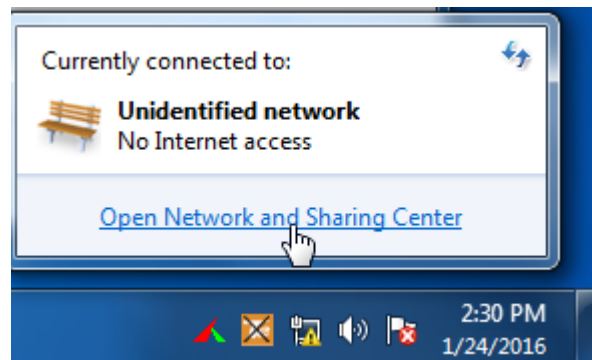 Currently connected to:
Unidentified network
No Internet access
Open Network and Sharing Center
2:30 PM
1/24/2016